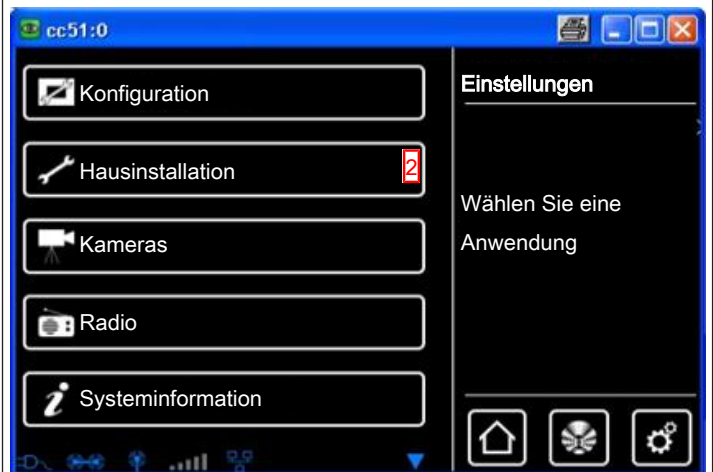 cc51:0
Konfiguration
Hausinstallation 2
Kameras
Radio
Systeminformation
Einstellungen
Wählen Sie eine
Anwendung